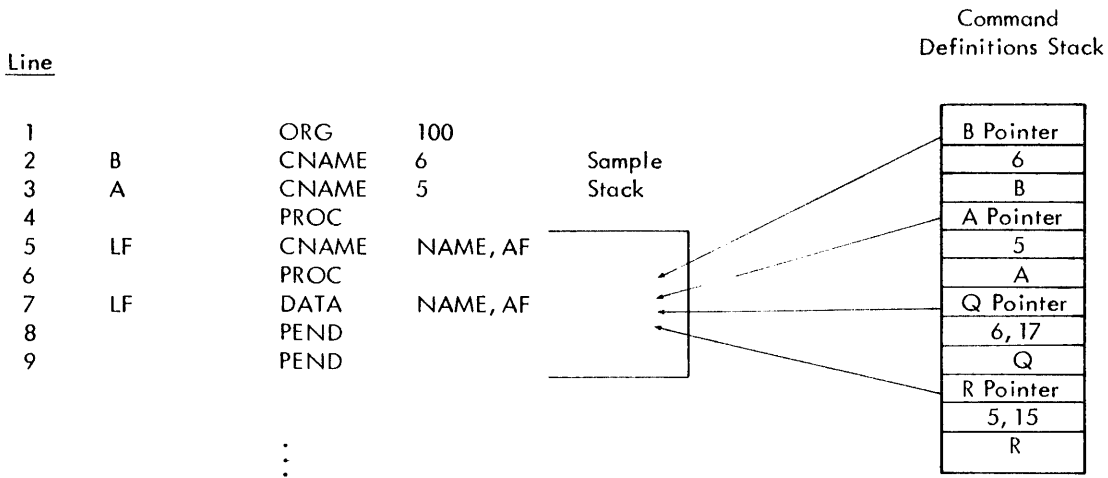 Command
Definitions Stack
Line
1 ORG 100
2 B CNAME 6
3 A CNAME 5
4 PROC
5 LF CNAME NAME, AF
6 PROC
7 LF DATA NAME, AF
8 PEND
9 PEND
Sample
Stack
B Pointer
6
B
A Pointer
5
A
Q Pointer
6, 17
Q
R Pointer
5, 15
R